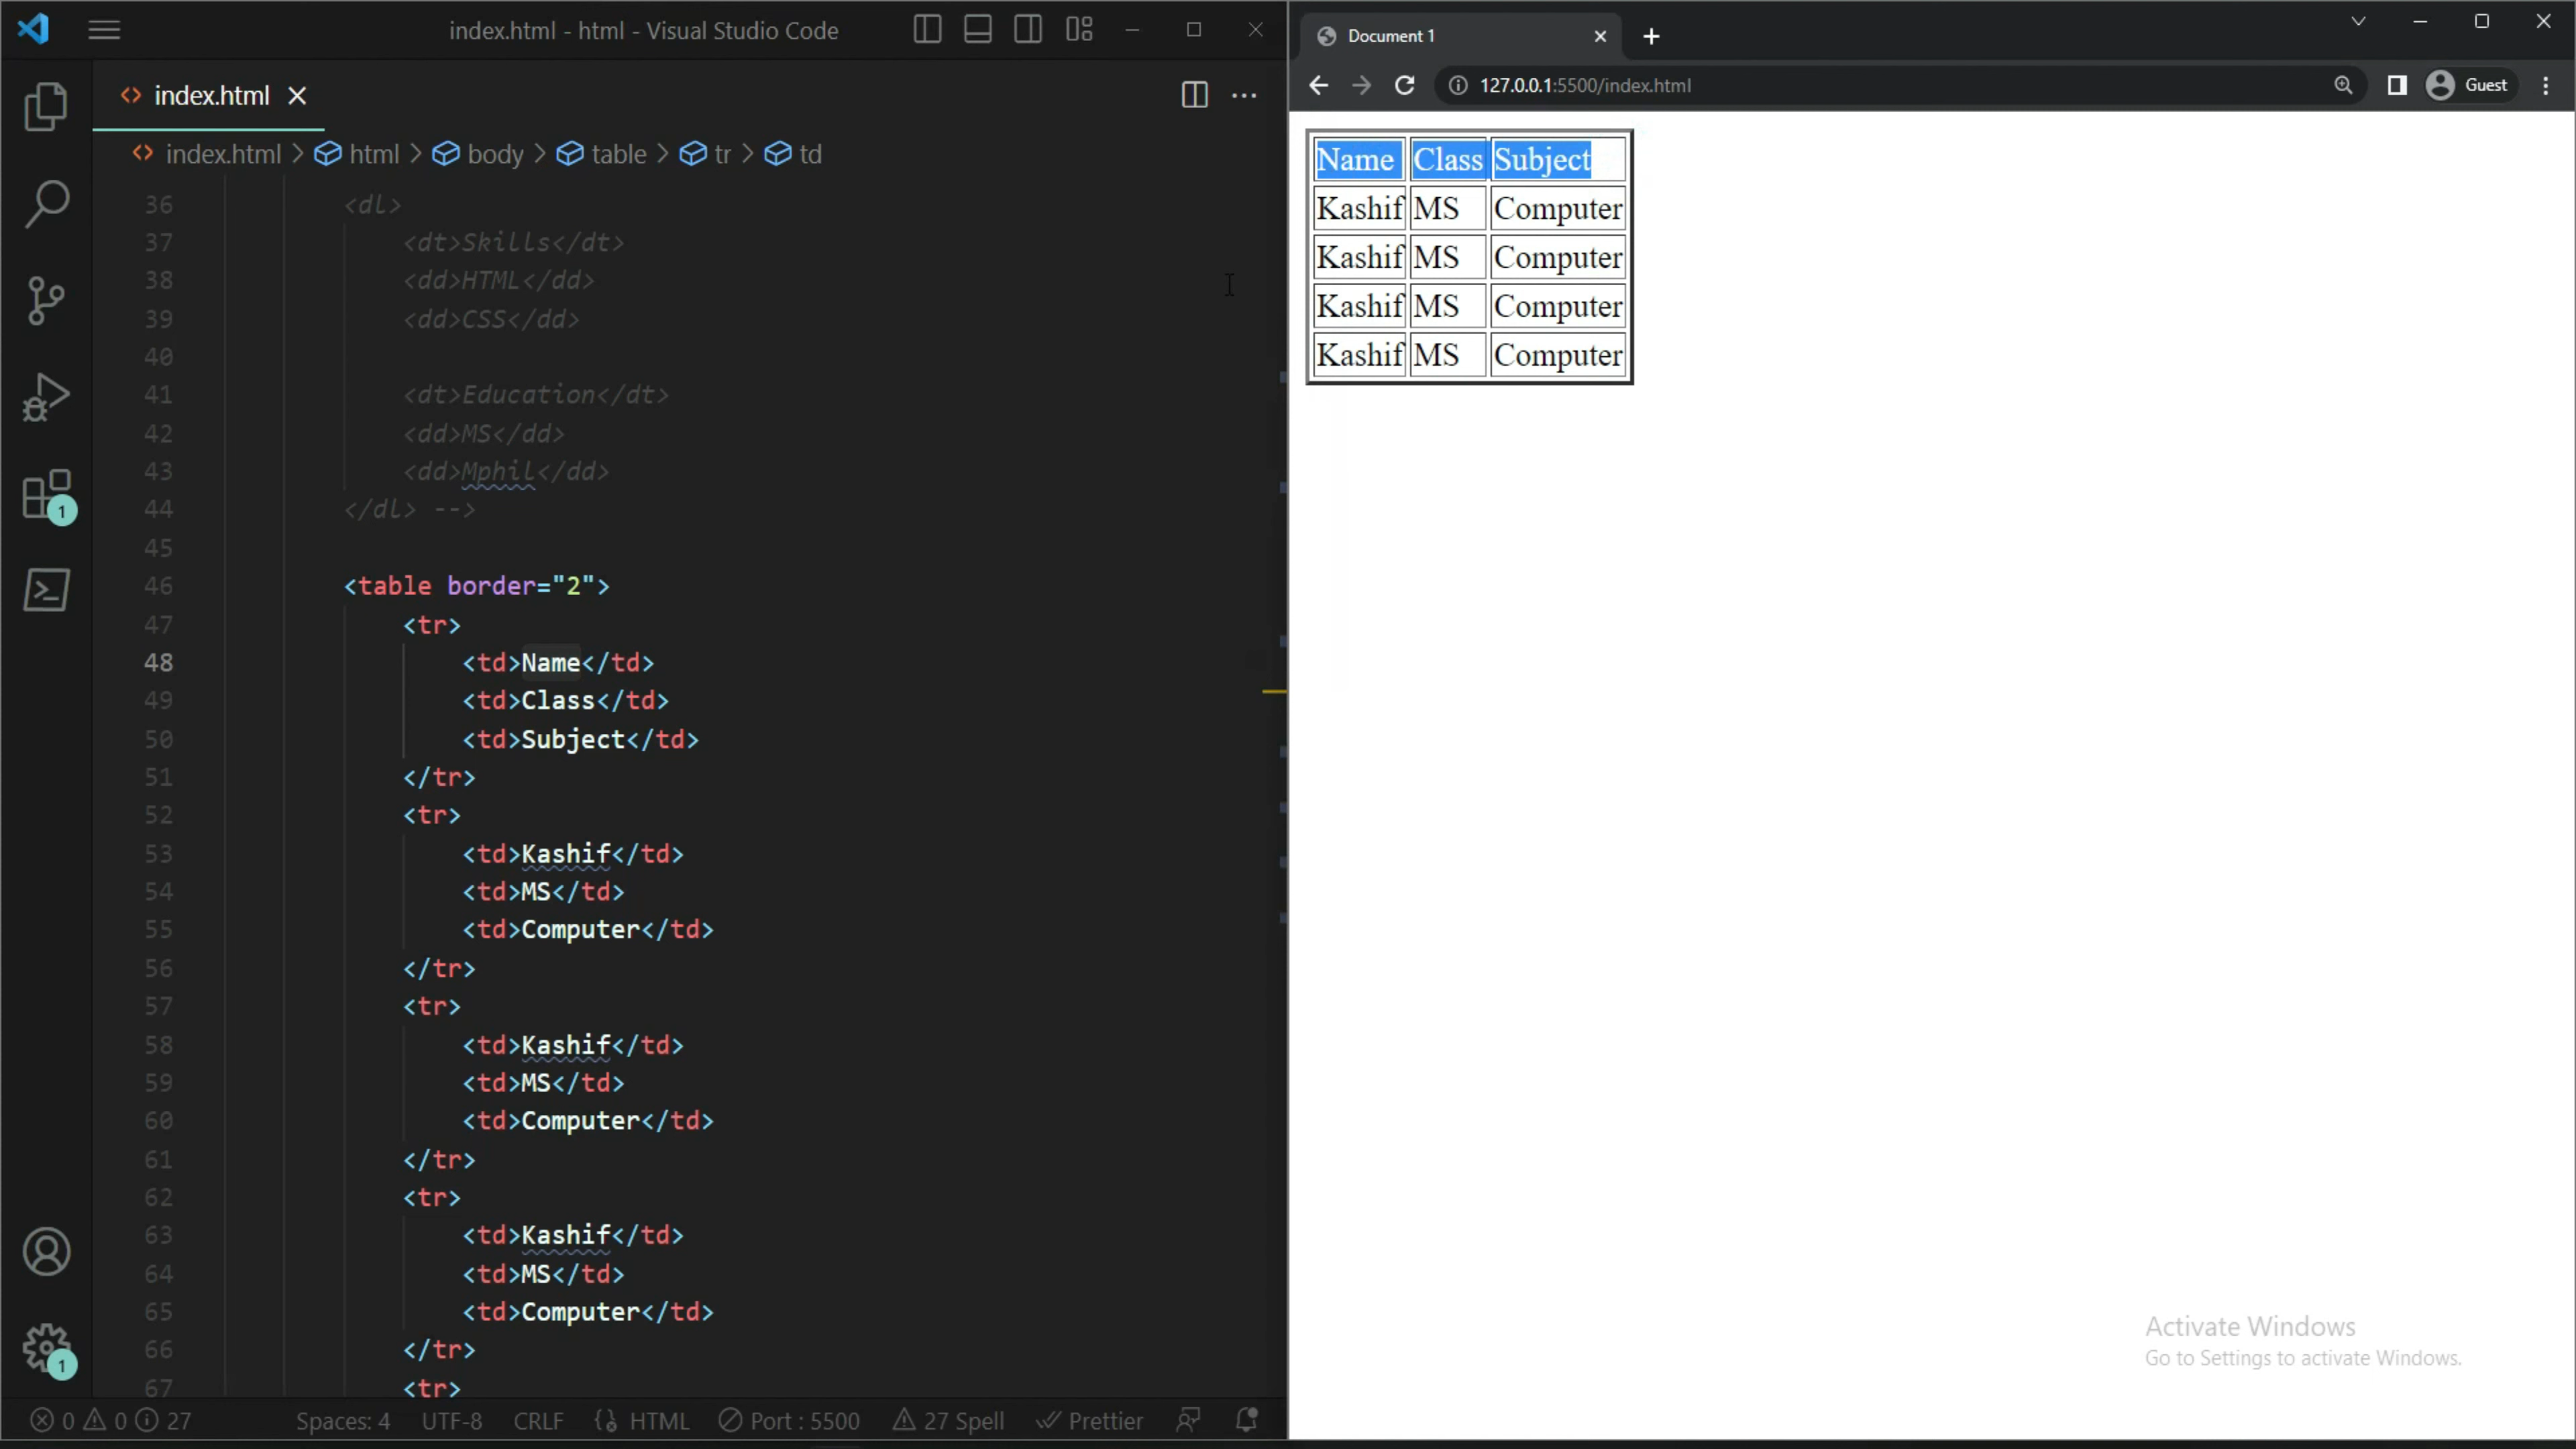 index.html - html - Visual Studio Code
index.html
index.html > html > body > table > tr > td
36 <dl>
37 <dt>Skills</dt>
38 <dd>HTML</dd>
39 <dd>CSS</dd>
40
41 <dt>Education</dt>
42 <dd>MS</dd>
43 <dd>Mphil</dd>
44 </dl> -->
45
46 <table border="2">
47 <tr>
48 <td>Name</td>
49 <td>Class</td>
50 <td>Subject</td>
51 </tr>
52 <tr>
53 <td>Kashif</td>
54 <td>MS</td>
55 <td>Computer</td>
56 </tr>
57 <tr>
58 <td>Kashif</td>
59 <td>MS</td>
60 <td>Computer</td>
61 </tr>
62 <tr>
63 <td>Kashif</td>
64 <td>MS</td>
65 <td>Computer</td>
66 </tr>
67 <tr>
1
1
0 0 27 Spaces: 4 UTF-8 CRLF HTML Port : 5500 27 Spell Prettier
Document 1
127.0.0.1:5500/index.html Guest
Name Class Subject
Kashif MS Computer
Kashif MS Computer
Kashif MS Computer
Kashif MS Computer
Activate Windows
Go to Settings to activate Windows.